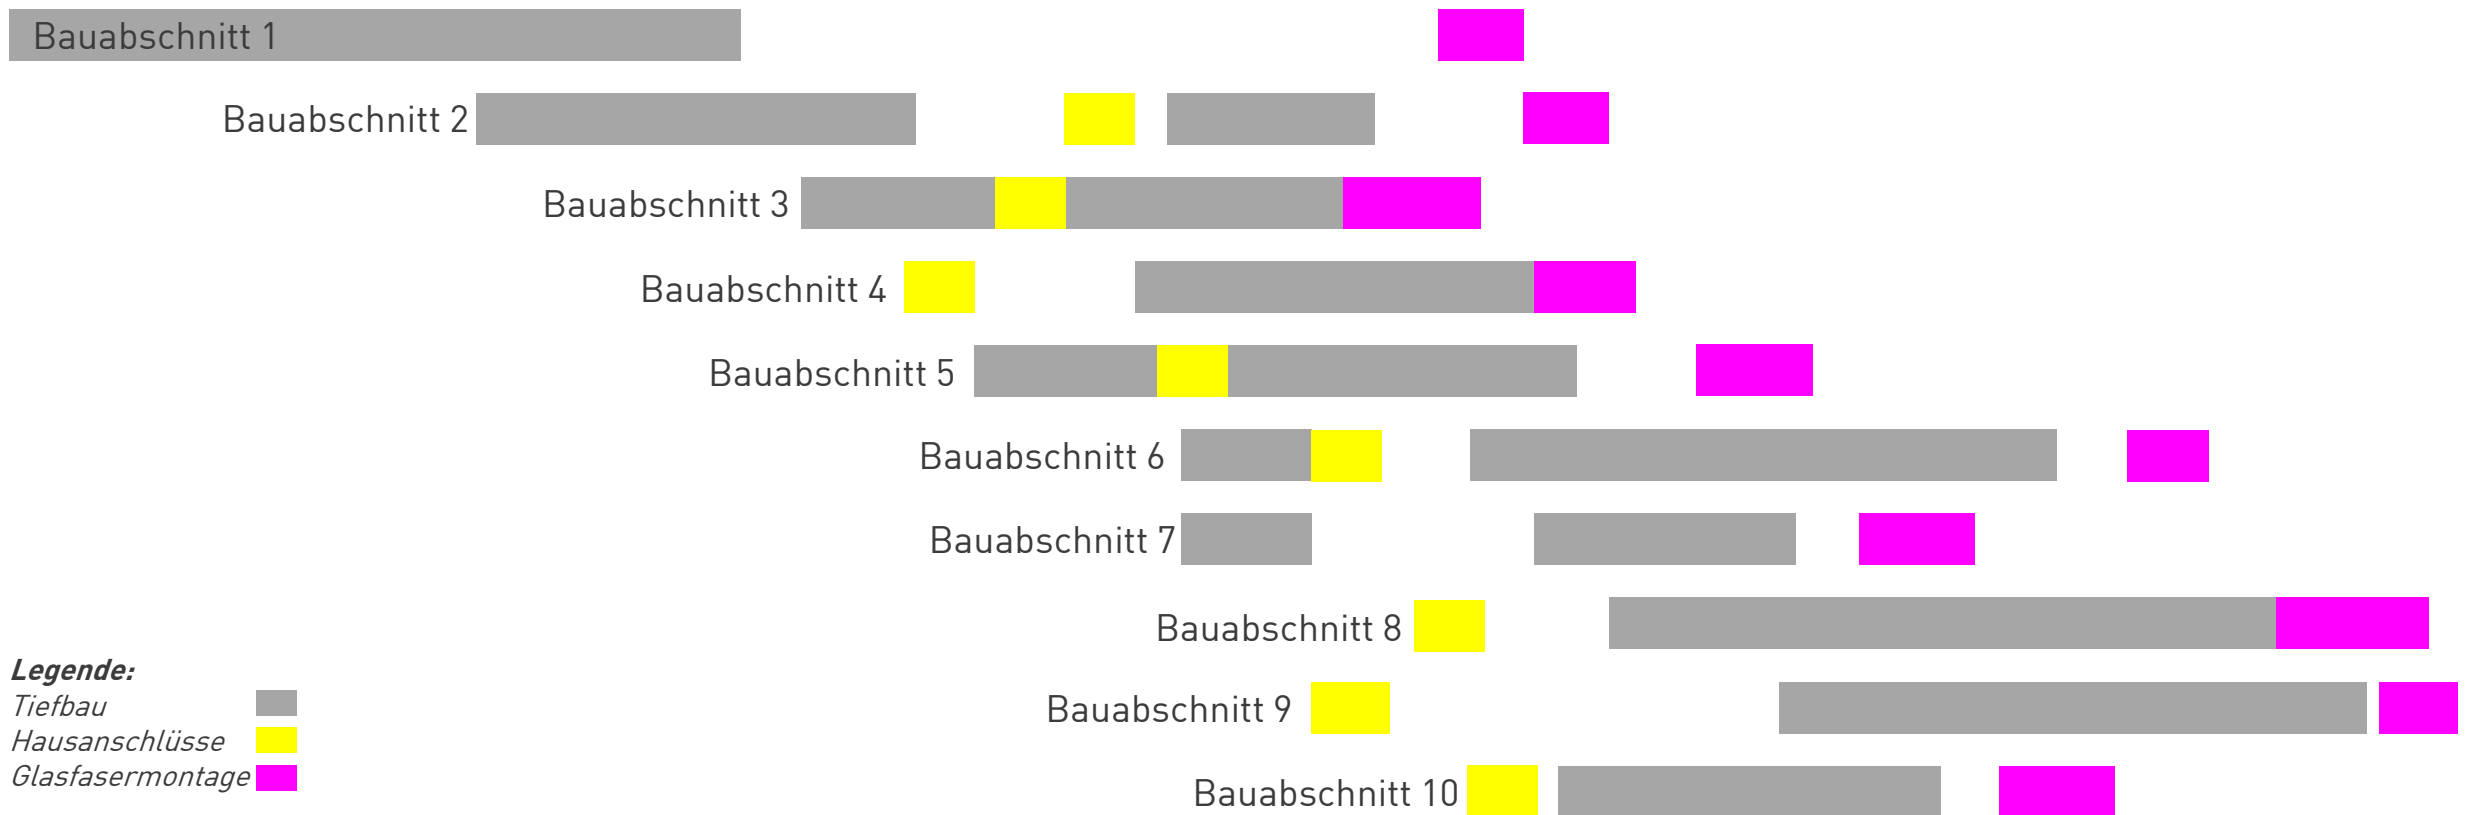 Bauabschnitt 1
Bauabschnitt 2
Bauabschnitt 3
Bauabschnitt 4
Bauabschnitt 5
Bauabschnitt 6
Bauabschnitt 7
Bauabschnitt 8
Bauabschnitt 9
Bauabschnitt 10
Legende:
Tiefbau
Hausanschlüsse
Glasfasermontage